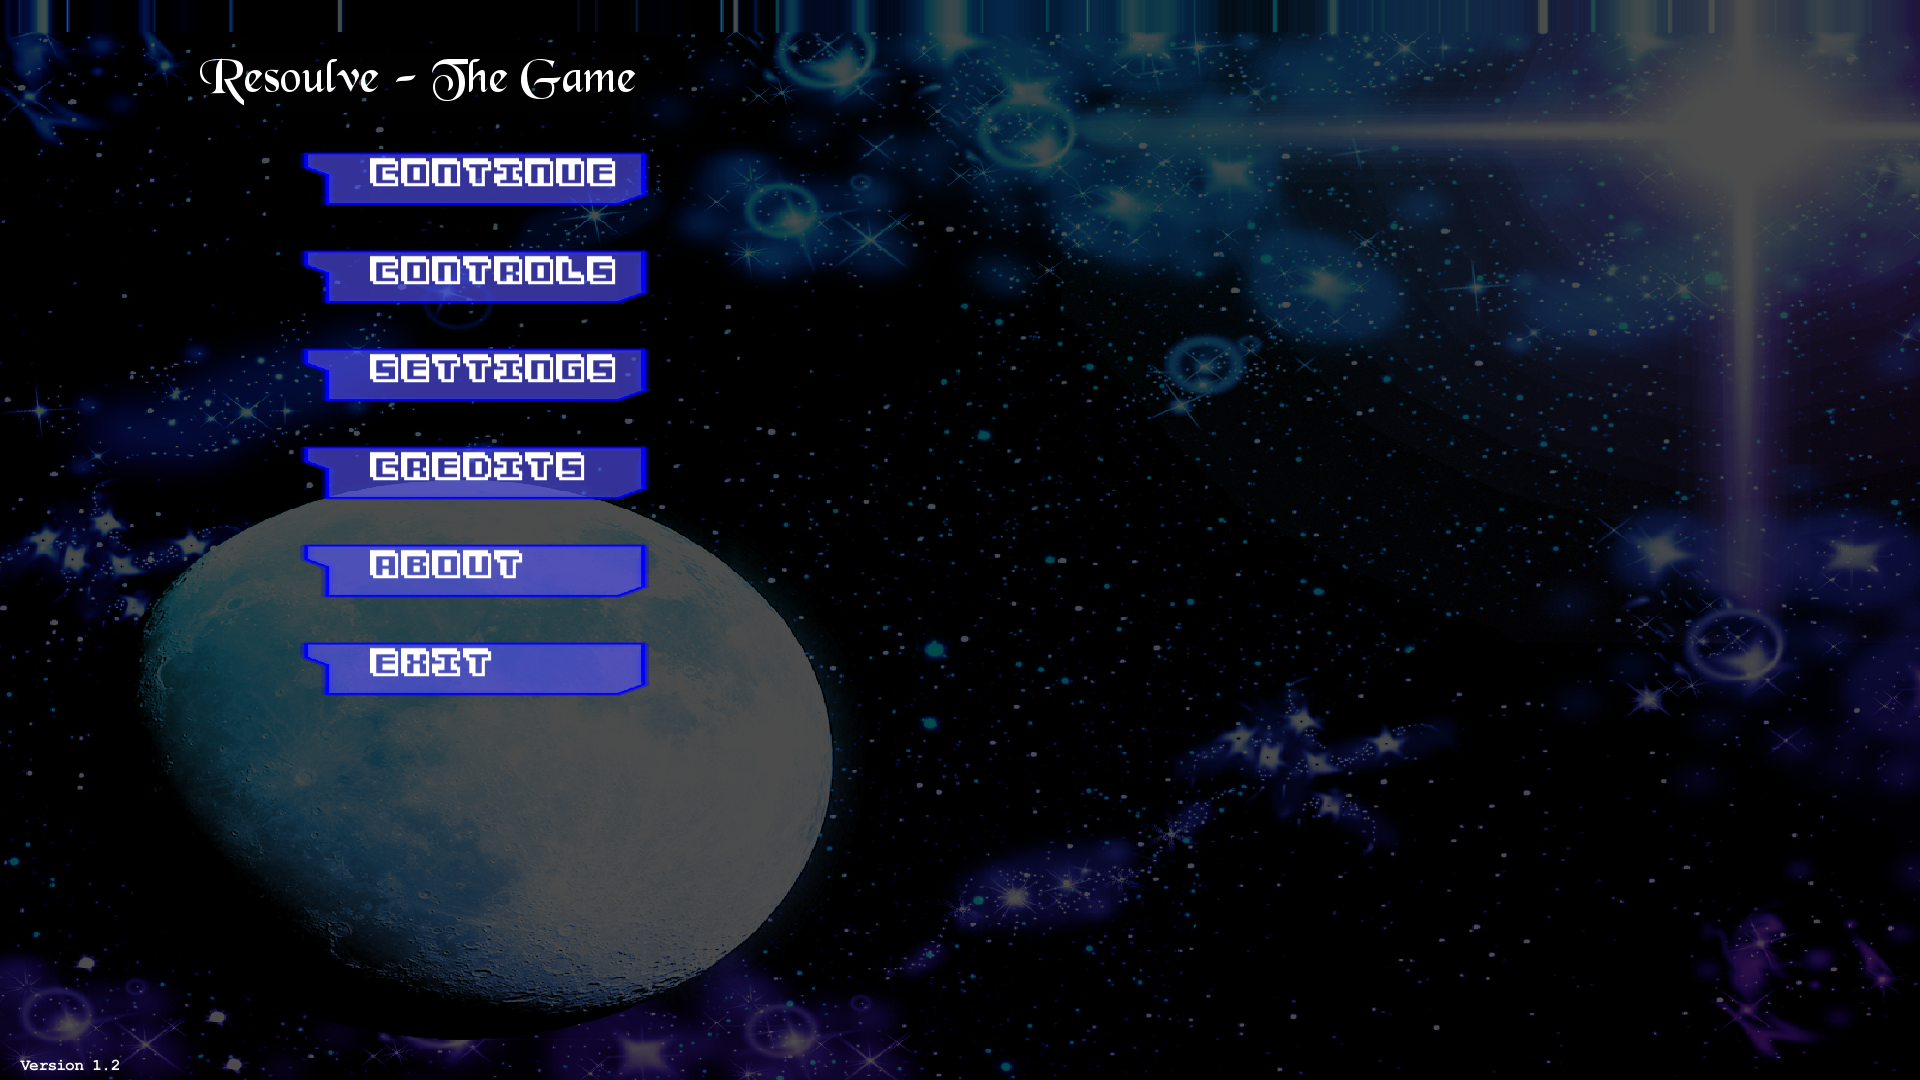 Resoulve - The Game
CONTINUE
CONTROLS
SETTINGS
CREDITS
ABOUT
EXIT
Version 1.2